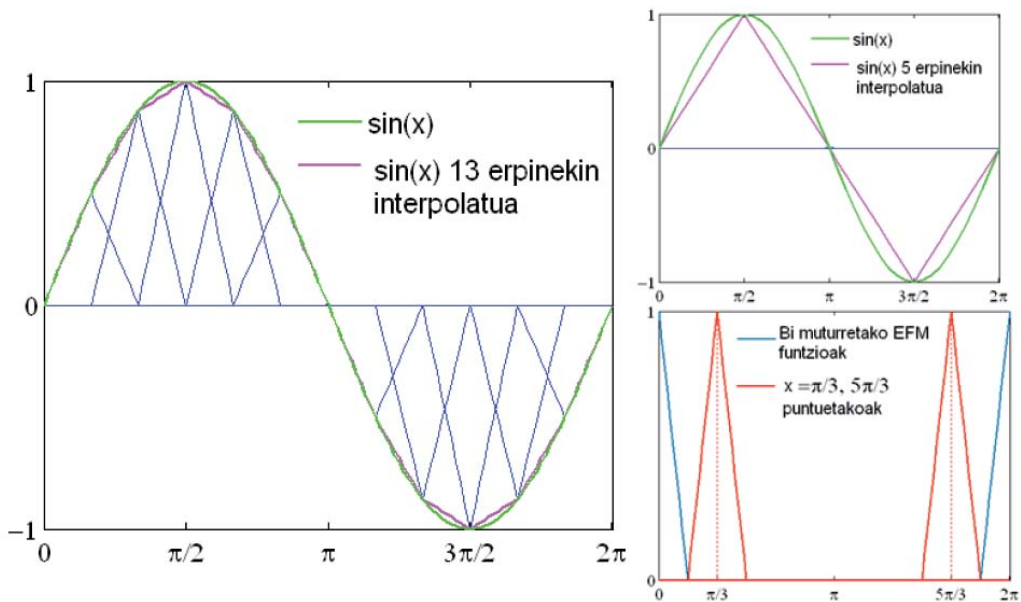 1
0
−1
0
π/2
π
3π/2
2π
sin(x)
sin(x) 13 erpinekin
interpolatua
1
0
−1
0
π/2
π
3π/2
2π
sin(x)
sin(x) 5 erpinekin
interpolatua
1
0
0
π/3
π
5π/3
2π
Bi muturretako EFM
funtzioak
x =π/3, 5π/3
puntuetakoak